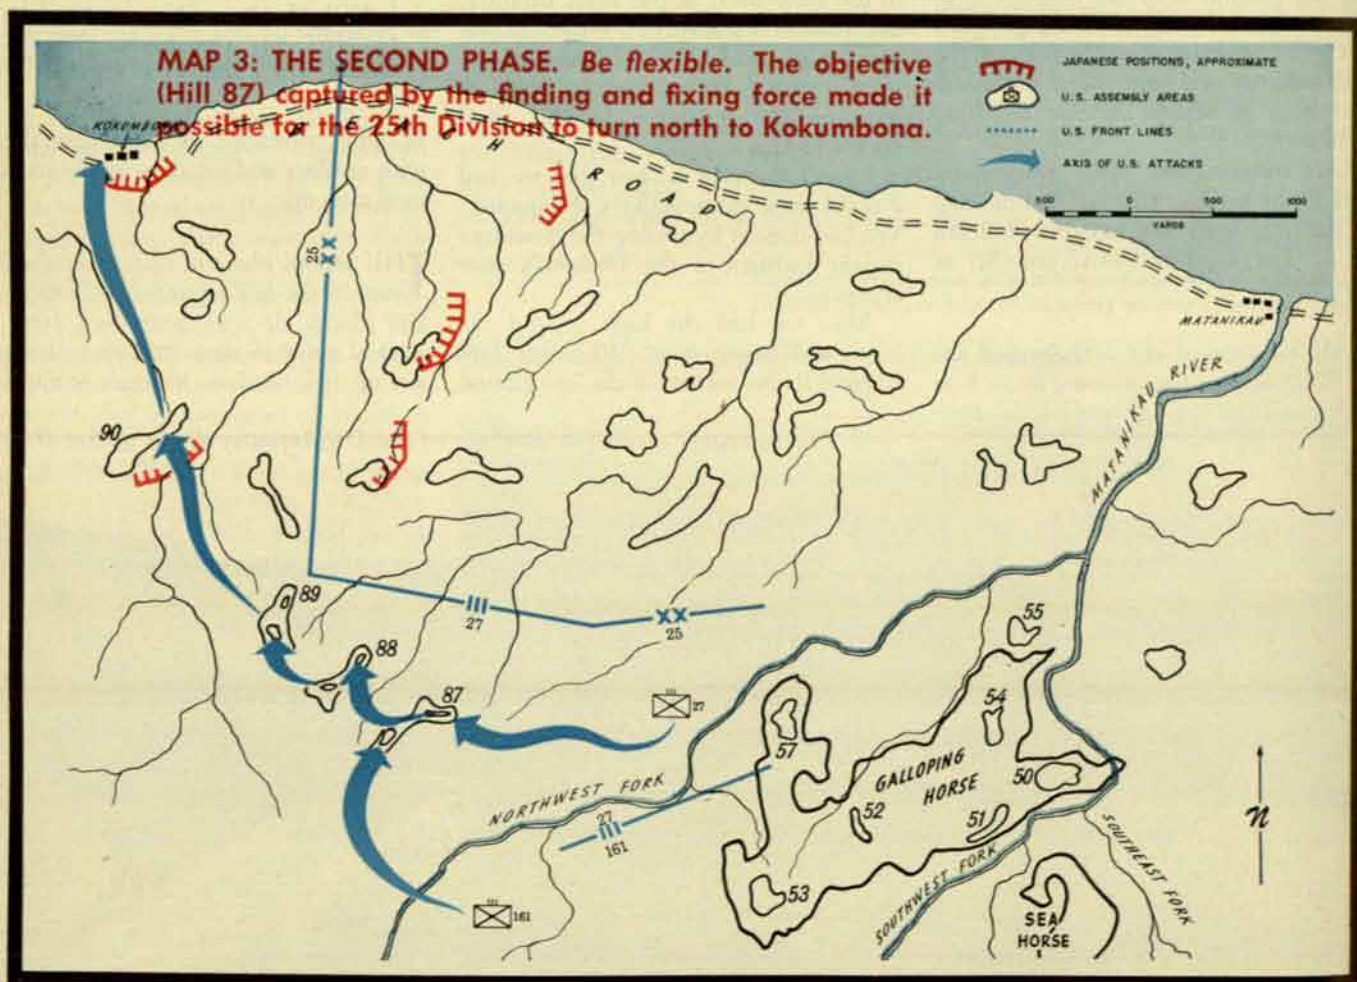 MAP 3: THE SECOND PHASE. Be flexible. The objective
(Hill 87) captured by the finding and fixing force made it
possible for the 25th Division to turn north to Kokumbona.
JAPANESE POSITIONS, APPROXIMATE
U.S. ASSEMBLY AREAS
U.S. FRONT LINES
AXIS OF U.S. ATTACKS
500 0 500 1000
YARDS
KOKUMBONA
BEACH ROAD
25
MATANIKAU
MATANIKAU RIVER
90
89
27
25
88
87
27
55
54
57
GALLOPING
HORSE
50
52
51
53
NORTHWEST FORK
27
161
161
SOUTHWEST FORK
SOUTHEAST FORK
SEA
HORSE
N